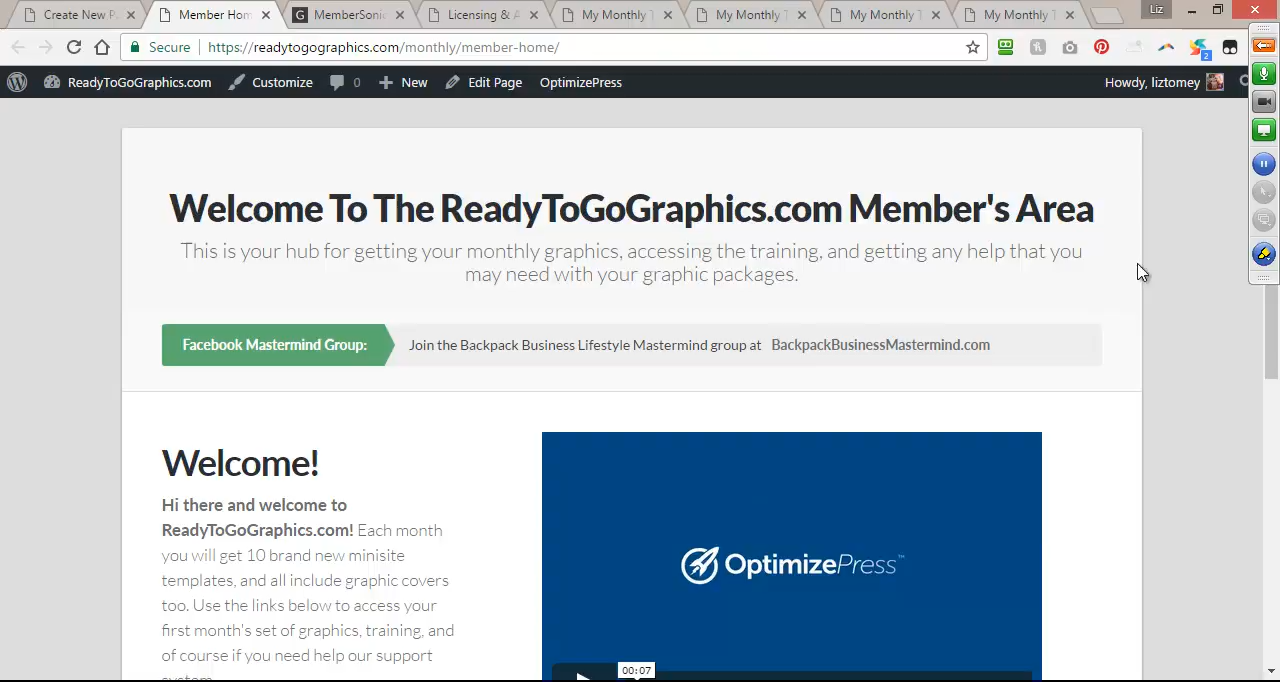 Create New P
Member Hom
MemberSoni
Licensing & A
My Monthly T
My Monthly T
My Monthly T
My Monthly T
Liz
Secure
https://readytogographics.com/monthly/member-home/
2
ReadyToGoGraphics.com
Customize
0
New
Edit Page
OptimizePress
Howdy, liztomey
Welcome To The ReadyToGoGraphics.com Member's Area
This is your hub for getting your monthly graphics, accessing the training, and getting any help that you
may need with your graphic packages.
Facebook Mastermind Group:
Join the Backpack Business Lifestyle Mastermind group at BackpackBusinessMastermind.com
Welcome!
Hi there and welcome to
ReadyToGoGraphics.com! Each month
you will get 10 brand new minisite
templates, and all include graphic covers
too. Use the links below to access your
first month's set of graphics, training, and
of course if you need help our support
system
OptimizePress™
00:07